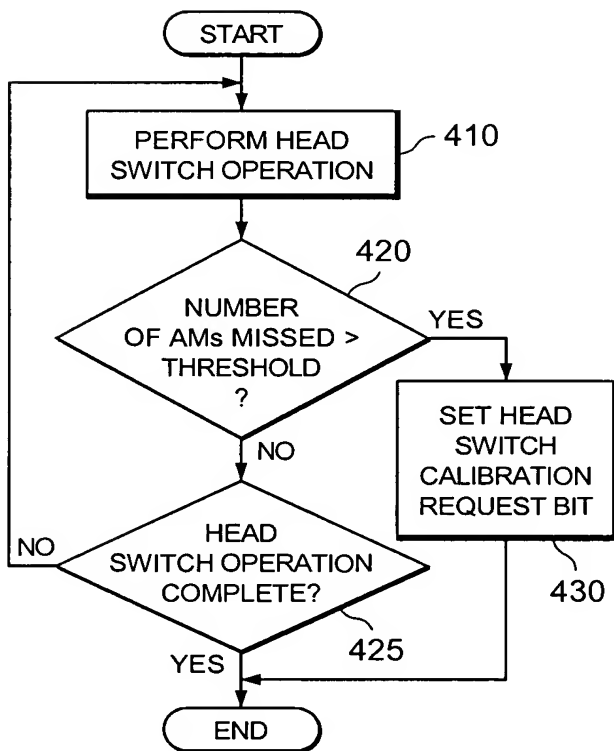 START
PERFORM HEAD
SWITCH OPERATION
410
420
NUMBER
OF AMs MISSED >
THRESHOLD
?
YES
SET HEAD
SWITCH
CALIBRATION
REQUEST BIT
430
NO
HEAD
SWITCH OPERATION
COMPLETE?
NO
425
YES
END